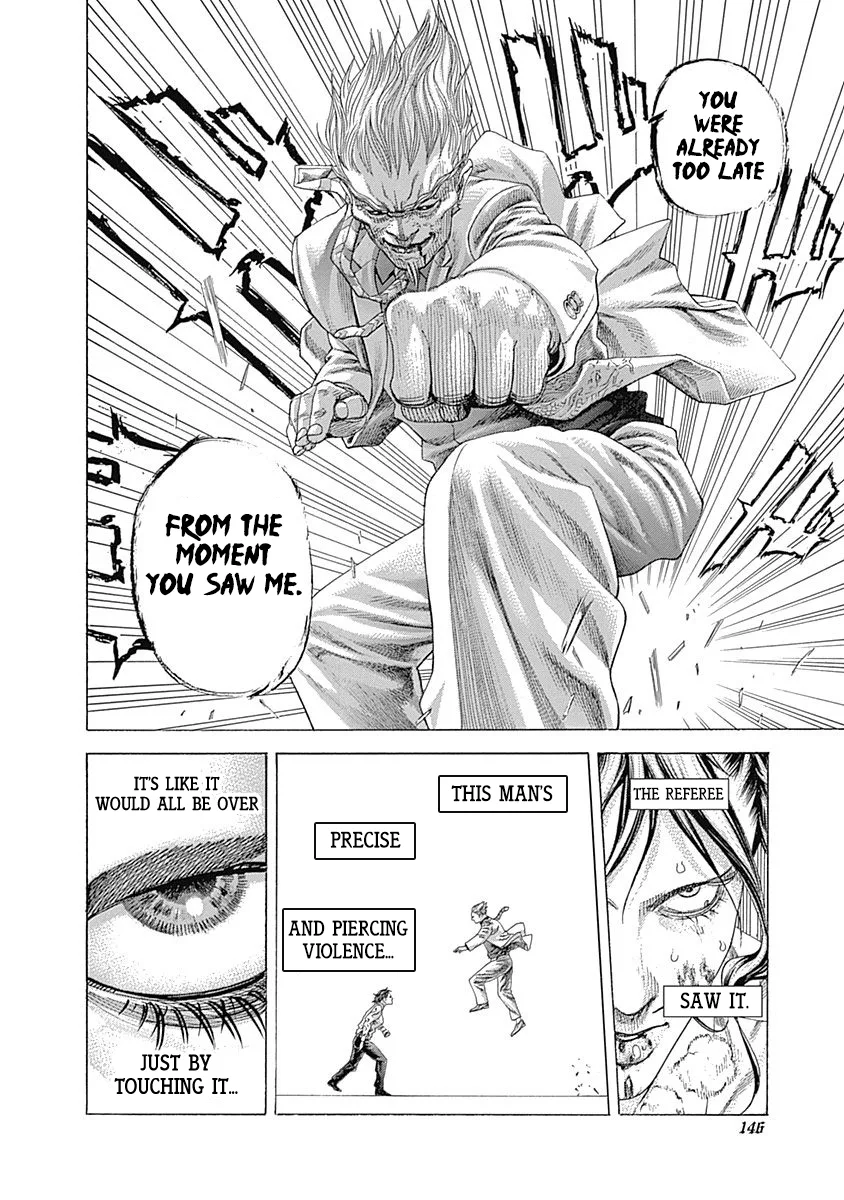 YOU
WERE
ALREADY
TOO LATE
FROM THE
MOMENT
YOU SAW ME.
THE REFEREE
SAW IT.
THIS MAN'S
PRECISE
AND PIERCING
VIOLENCE...
IT'S LIKE IT
WOULD ALL BE OVER
JUST BY
TOUCHING IT...
146